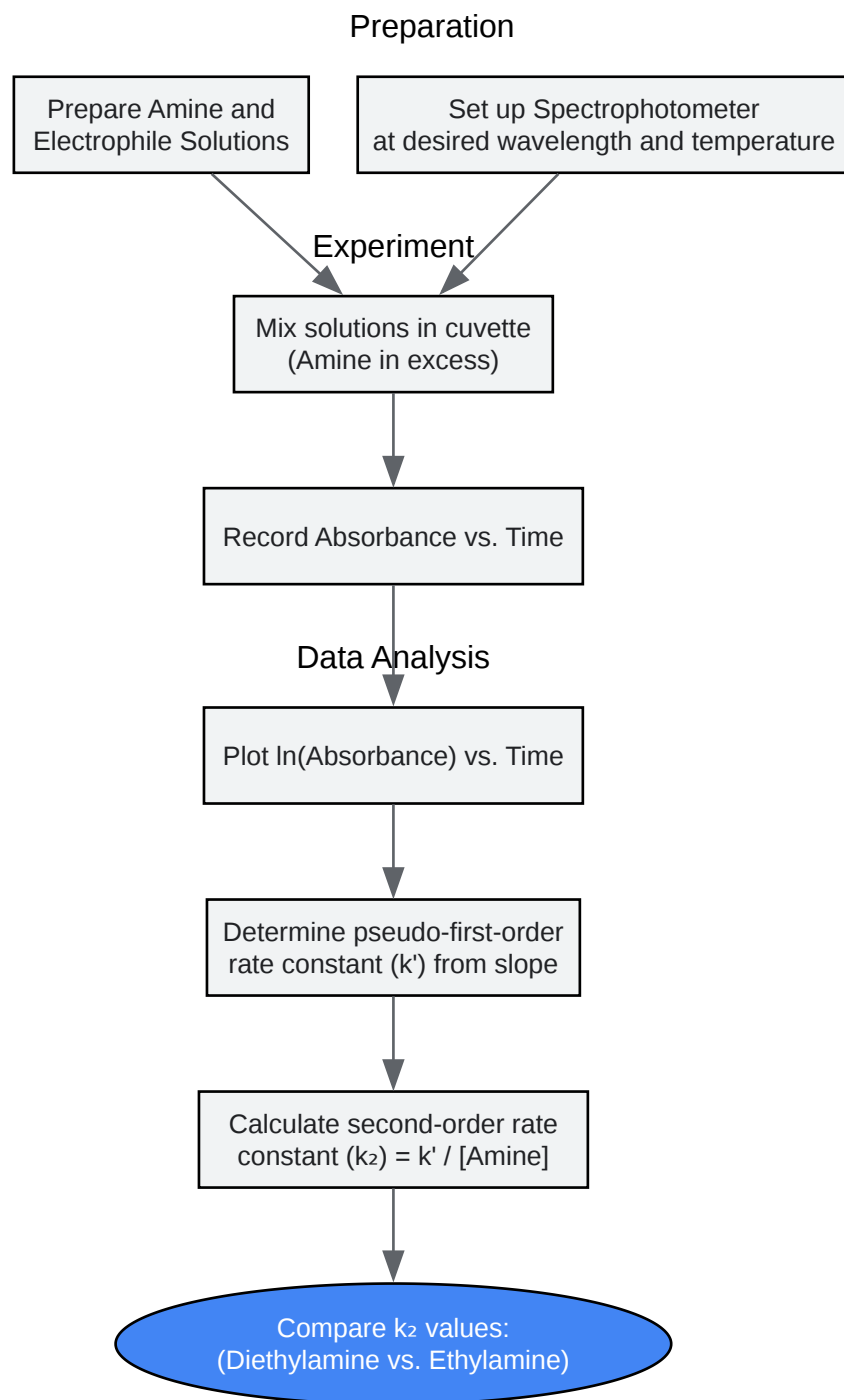 Preparation
Prepare Amine and
Electrophile Solutions
Set up Spectrophotometer
at desired wavelength and temperature
Experiment
Mix solutions in cuvette
(Amine in excess)
Record Absorbance vs. Time
Data Analysis
Plot ln(Absorbance) vs. Time
Determine pseudo-first-order
rate constant (k') from slope
Calculate second-order rate
constant (k₂) = k' / [Amine]
Compare k₂ values:
(Diethylamine vs. Ethylamine)